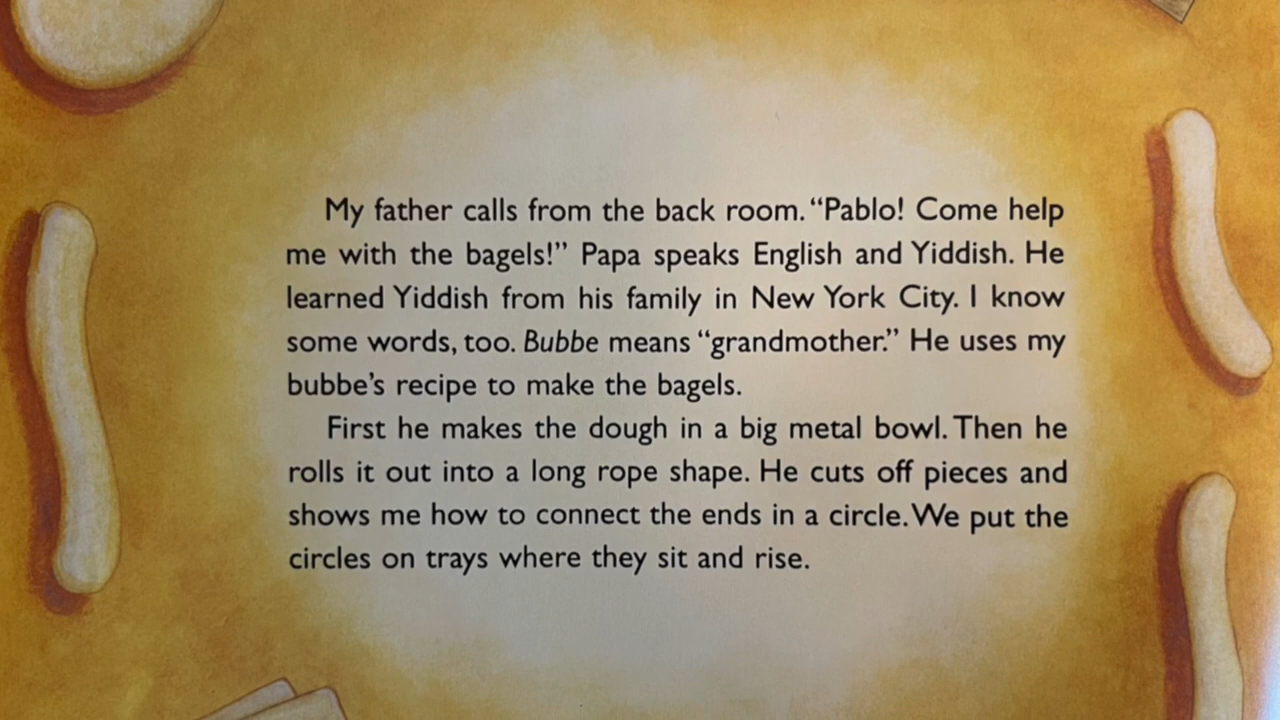 My father calls from the back room. “Pablo! Come help
me with the bagels!” Papa speaks English and Yiddish. He
learned Yiddish from his family in New York City. I know
some words, too. Bubbe means “grandmother.” He uses my
bubbe’s recipe to make the bagels.
First he makes the dough in a big metal bowl. Then he
rolls it out into a long rope shape. He cuts off pieces and
shows me how to connect the ends in a circle. We put the
circles on trays where they sit and rise.